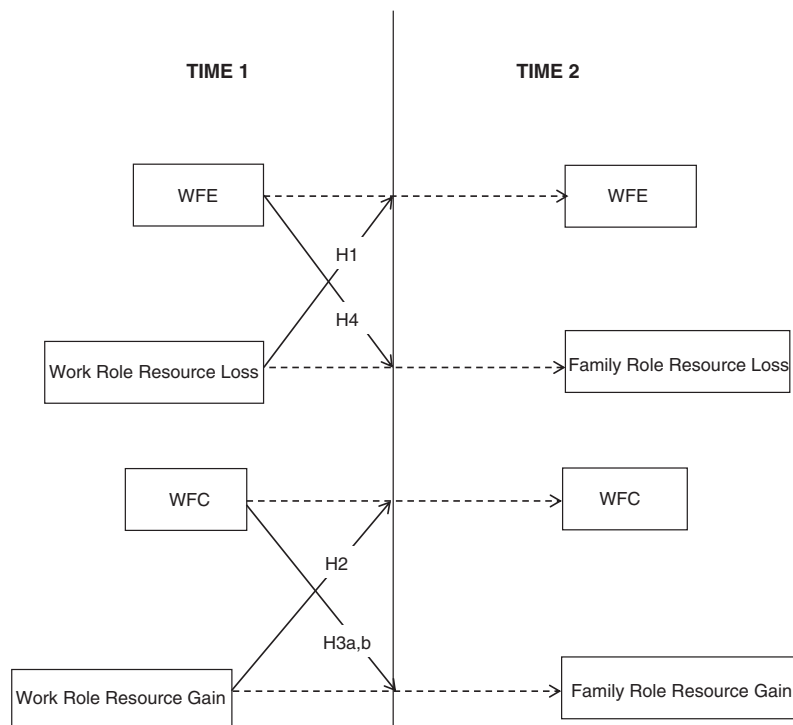 TIME 1
TIME 2
WFE
WFE
H1
H4
Work Role Resource Loss
Family Role Resource Loss
WFC
WFC
H2
H3a,b
Work Role Resource Gain
Family Role Resource Gain